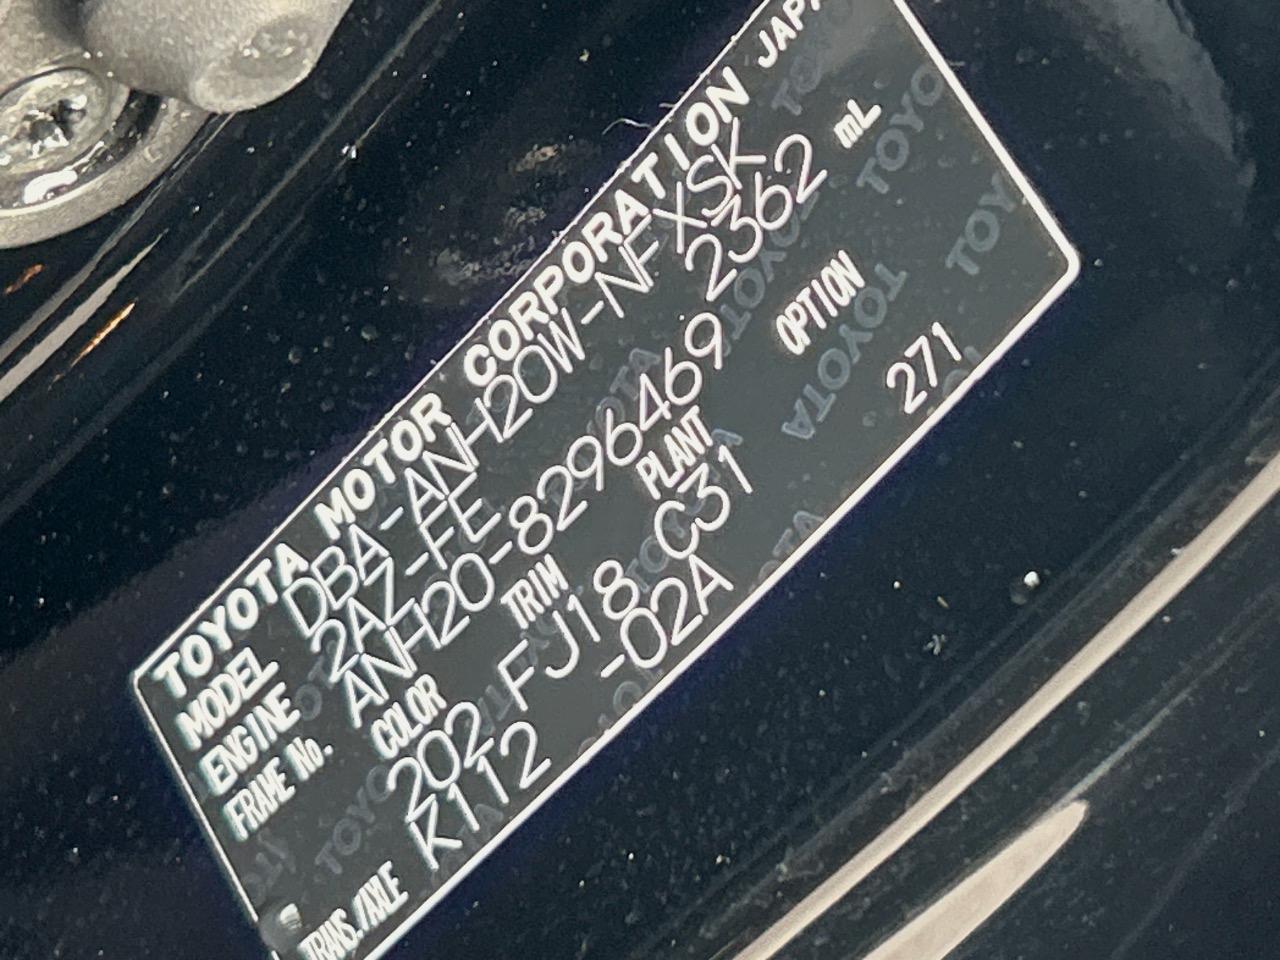 TOYOTA MOTOR CORPORATION JAPAN
MODEL DBA-ANH20W-NFXSK
ENGINE 2AZ-FE 2362 mL
FRAME No. ANH20-8296469
COLOR TRIM PLANT OPTION
202 FJ18 C31 271
TRANS./AXLE K112 -02A